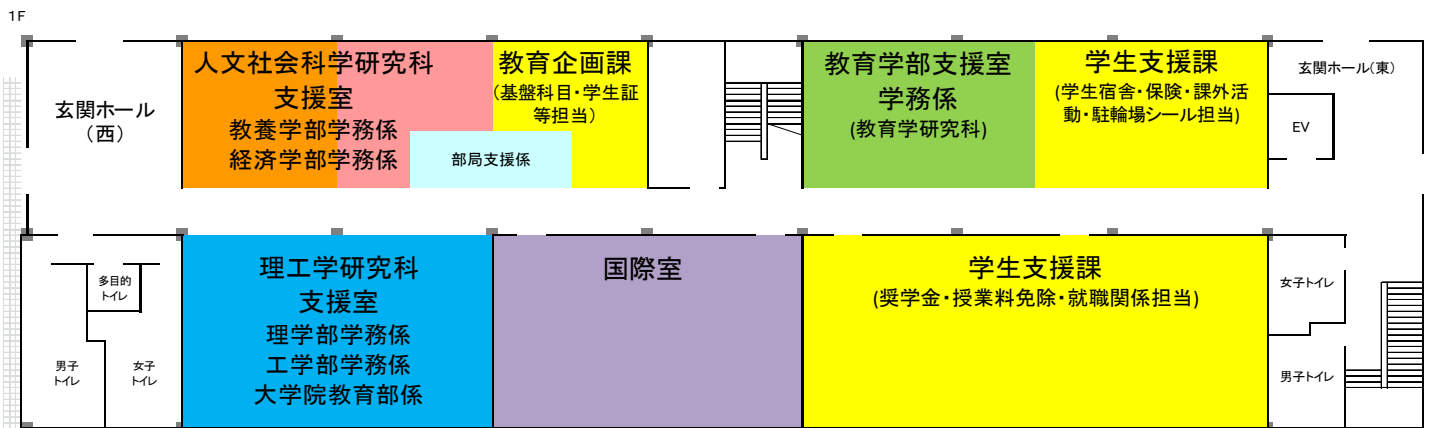 1F
玄関ホール
(西)
人文社会科学研究科
支援室
教養学部学務係
経済学部学務係
部局支援係
教育企画課
(基盤科目・学生証
等担当)
教育学部支援室
学務係
(教育学研究科)
学生支援課
(学生宿舎・保険・課外活
動・駐輪場シール担当)
玄関ホール(東)
EV
多目的
トイレ
男子
トイレ
女子
トイレ
理工学研究科
支援室
理学部学務係
工学部学務係
大学院教育部係
国際室
学生支援課
(奨学金・授業料免除・就職関係担当)
女子トイレ
男子トイレ